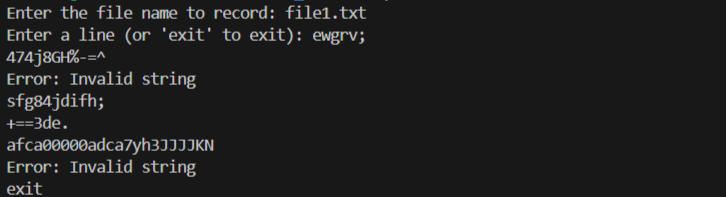 Enter the file name to record: file1.txt
Enter a line (or 'exit' to exit): ewgrv;
474j8GH%-=^
Error: Invalid string
sfg84jdifh;
+==3de.
afca00000adca7yh3JJJJKN
Error: Invalid string
exit